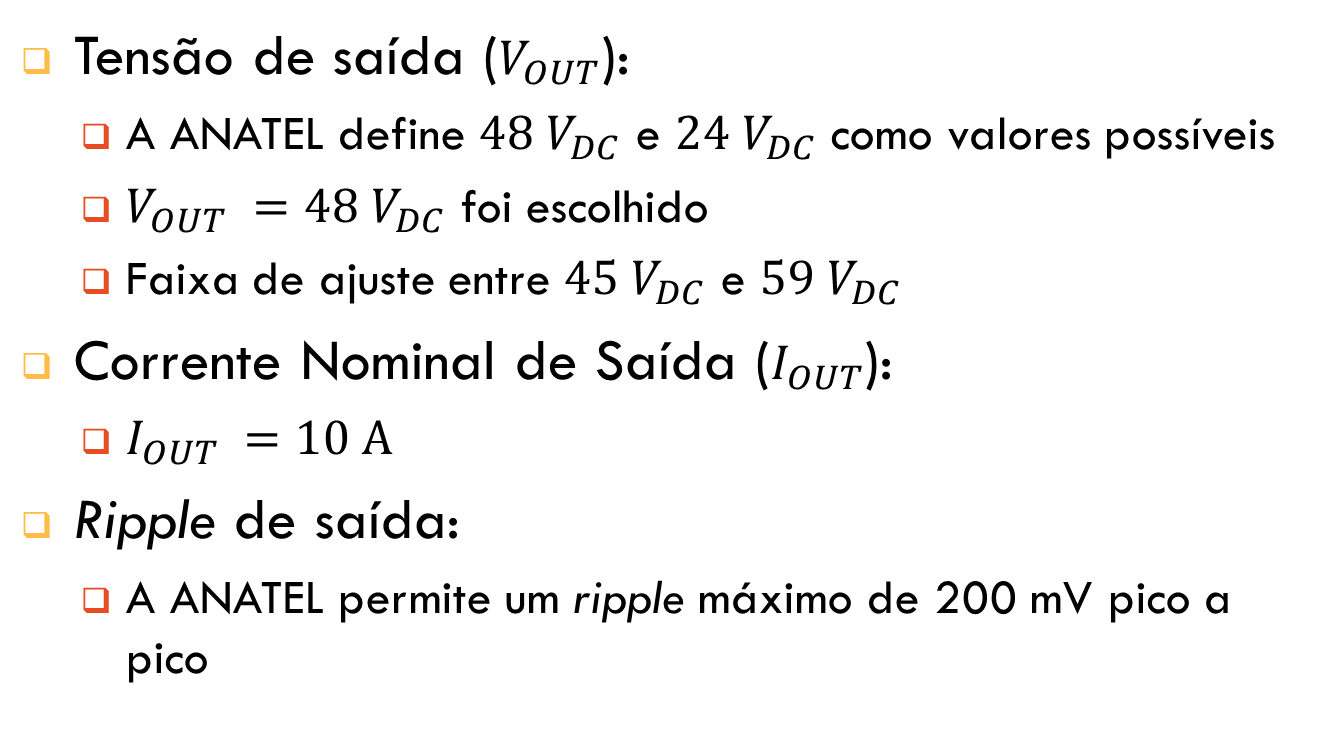 Tensão de saída (V_OUT):
A ANATEL define 48 V_DC e 24 V_DC como valores possíveis
V_OUT = 48 V_DC foi escolhido
Faixa de ajuste entre 45 V_DC e 59 V_DC
Corrente Nominal de Saída (I_OUT):
I_OUT = 10 A
Ripple de saída:
A ANATEL permite um ripple máximo de 200 mV pico a
pico